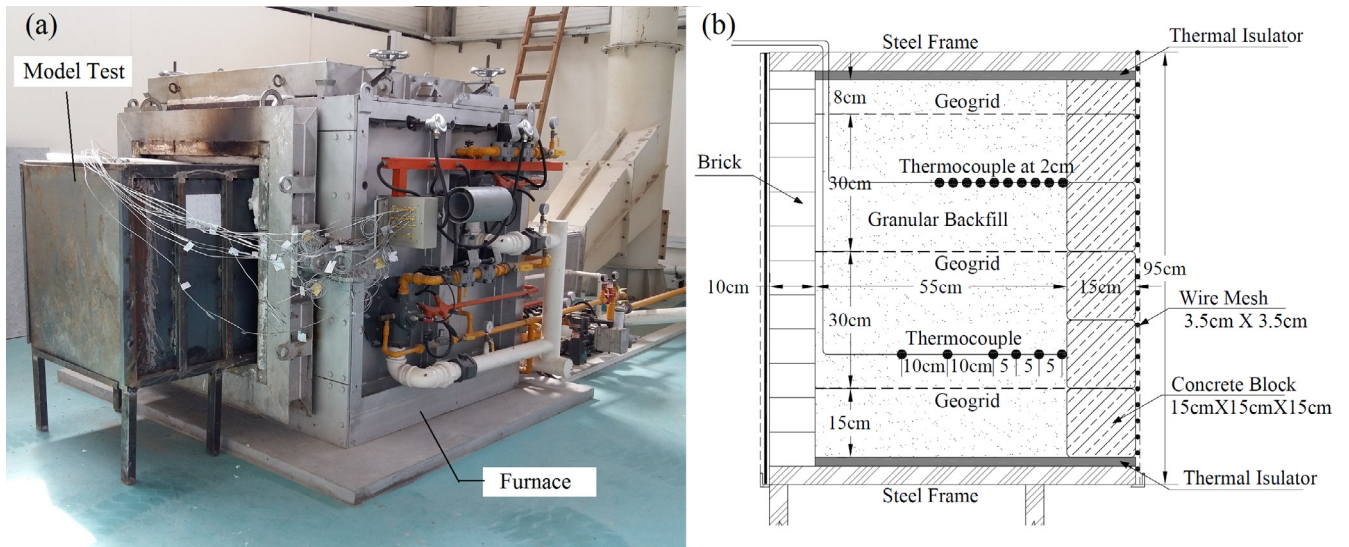 (a)
Model Test
Furnace
(b)
Steel Frame
Thermal Isulator
8cm
Geogrid
Brick
Thermocouple at 2cm
30cm
Granular Backfill
Geogrid
95cm
10cm
55cm
15cm
Wire Mesh
3.5cm X 3.5cm
30cm
Thermocouple
10cm 10cm 5 5 5
Concrete Block
15cmX15cmX15cm
Geogrid
15cm
Thermal Isulator
Steel Frame